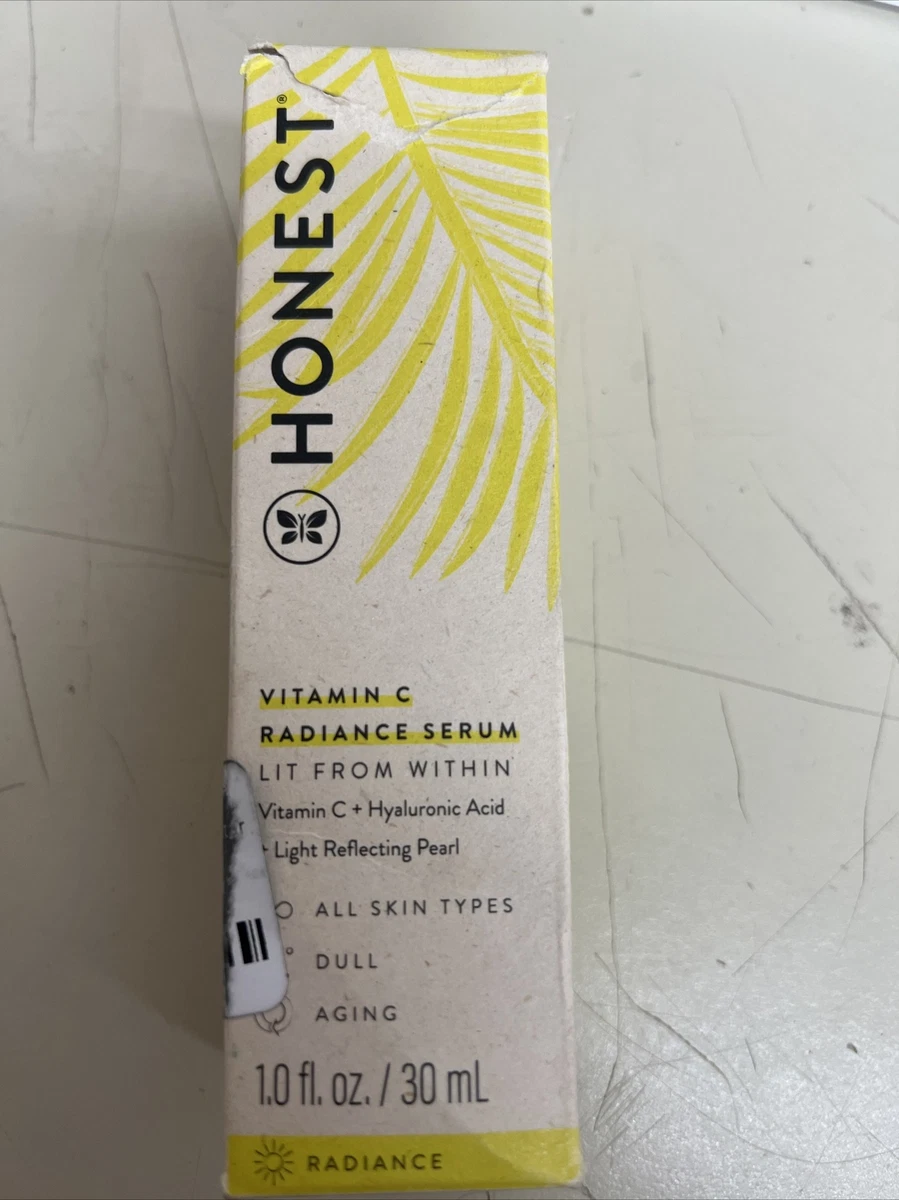 HONEST®
VITAMIN C
RADIANCE SERUM
LIT FROM WITHIN
Vitamin C + Hyaluronic Acid
+ Light Reflecting Pearl
ALL SKIN TYPES
DULL
AGING
1.0 fl. oz. / 30 mL
RADIANCE